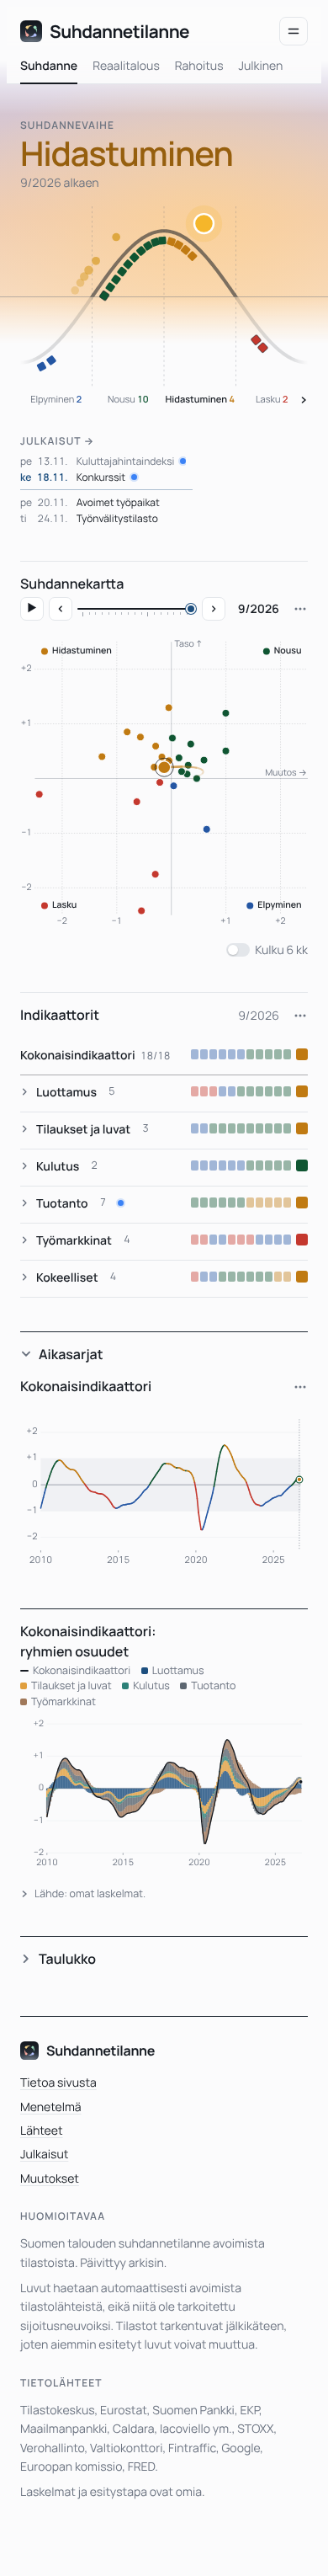 Suhdannetilanne
Suhdanne Reaalitalous Rahoitus Julkinen
SUHDANNEVAIHE
Hidastuminen
9/2026 alkaen
Elpyminen 2 Nousu 10 Hidastuminen 4 Lasku 2
JULKAISUT →
pe 13.11. Kuluttajahintaindeksi
ke 18.11. Konkurssit
pe 20.11. Avoimet työpaikat
ti 24.11. Työnvälitystilasto
Suhdannekartta
9/2026
Taso ↑
Hidastuminen Nousu
+2
+1
Muutos →
−1
−2
Lasku Elpyminen
−2 −1 +1 +2
Kulku 6 kk
Indikaattorit 9/2026
Kokonaisindikaattori 18/18
Luottamus 5
Tilaukset ja luvat 3
Kulutus 2
Tuotanto 7
Työmarkkinat 4
Kokeelliset 4
Aikasarjat
Kokonaisindikaattori
+2
+1
0
−1
−2
2010 2015 2020 2025
Kokonaisindikaattori:
ryhmien osuudet
Kokonaisindikaattori Luottamus
Tilaukset ja luvat Kulutus Tuotanto
Työmarkkinat
+2
+1
0
−1
−2
2010 2015 2020 2025
Lähde: omat laskelmat.
Taulukko
Suhdannetilanne
Tietoa sivusta
Menetelmä
Lähteet
Julkaisut
Muutokset
HUOMIOITAVAA
Suomen talouden suhdannetilanne avoimista
tilastoista. Päivittyy arkisin.
Luvut haetaan automaattisesti avoimista
tilastolähteistä, eikä niitä ole tarkoitettu
sijoitusneuvoiksi. Tilastot tarkentuvat jälkikäteen,
joten aiemmin esitetyt luvut voivat muuttua.
TIETOLÄHTEET
Tilastokeskus, Eurostat, Suomen Pankki, EKP,
Maailmanpankki, Caldara, Iacoviello ym., STOXX,
Verohallinto, Valtiokonttori, Fintraffic, Google,
Euroopan komissio, FRED.
Laskelmat ja esitystapa ovat omia.